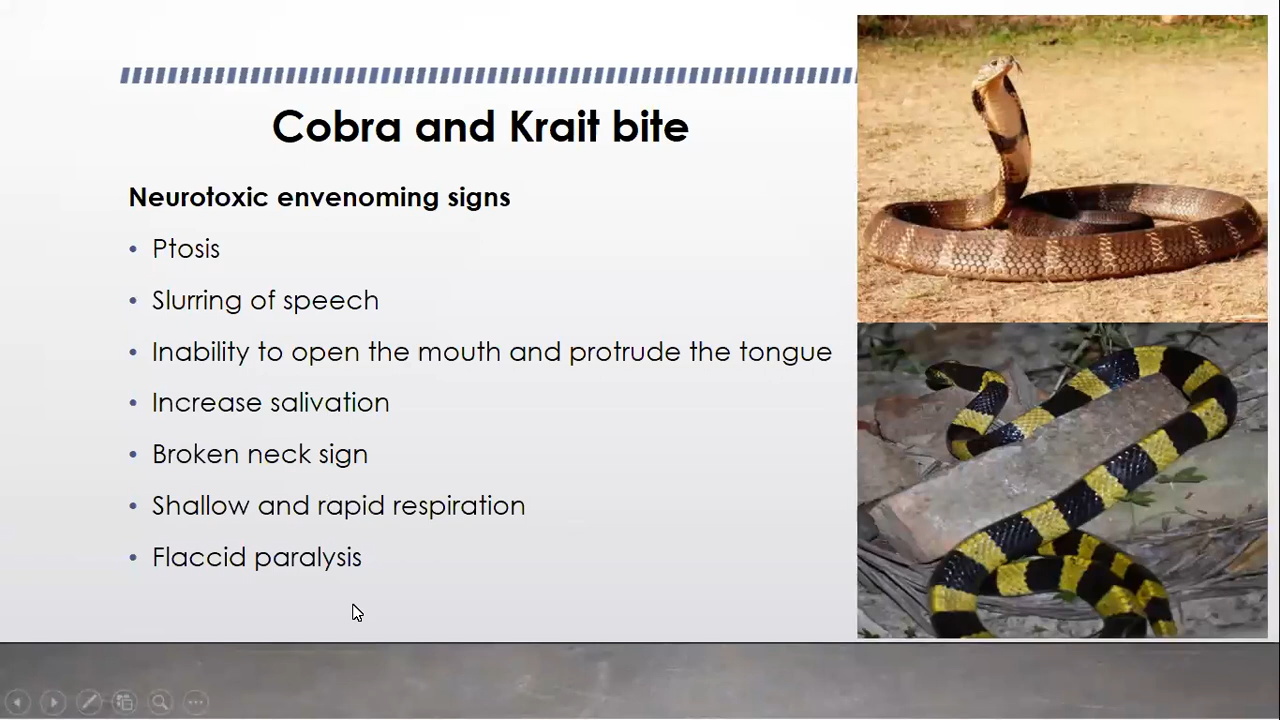 Cobra and Krait bite
Neurotoxic envenoming signs
• Ptosis
• Slurring of speech
• Inability to open the mouth and protrude the tongue
• Increase salivation
• Broken neck sign
• Shallow and rapid respiration
• Flaccid paralysis